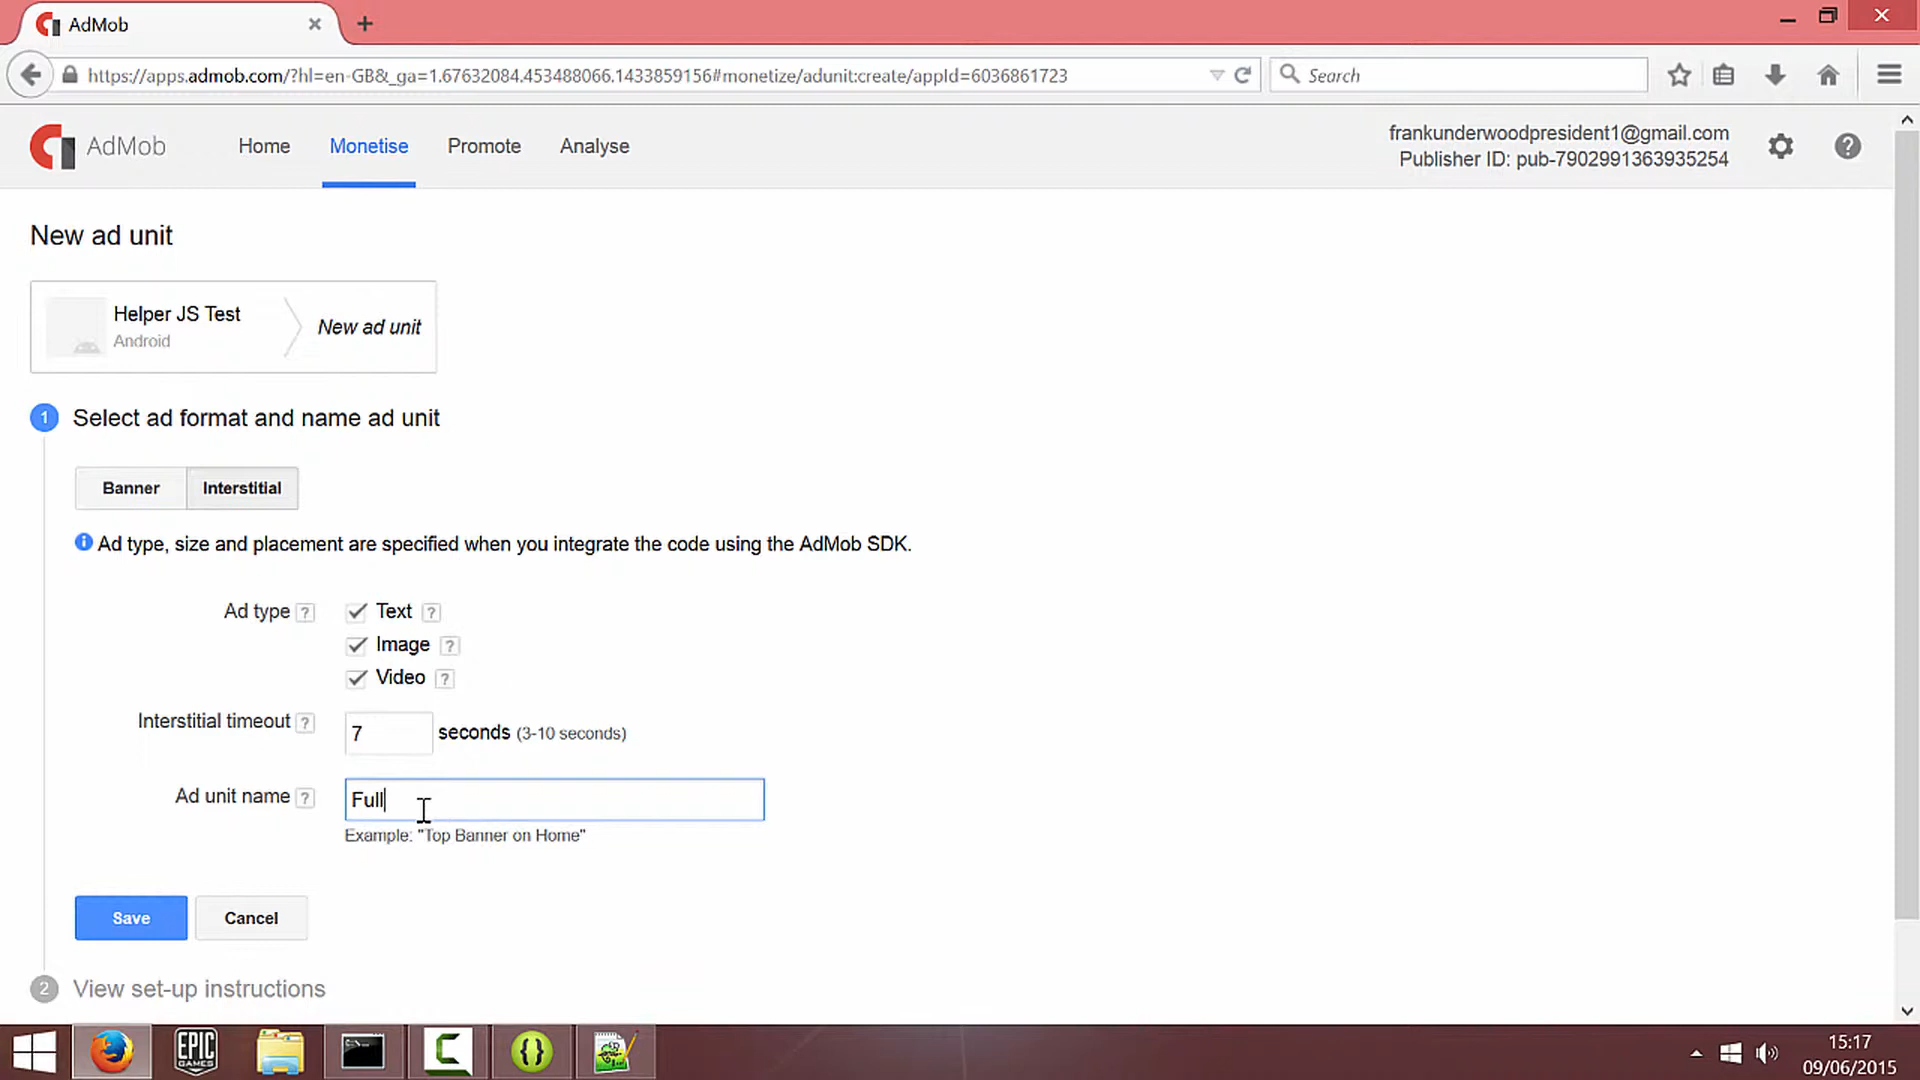 AdMob
https://apps.admob.com/?hl=en-GB&_ga=1.67632084.453488066.1433859156#monetize/adunit:create/appId=6036861723
Search
AdMob
Home
Monetise
Promote
Analyse
frankunderwoodpresident1@gmail.com
Publisher ID: pub-7902991363935254
New ad unit
Helper JS Test
Android
New ad unit
1 Select ad format and name ad unit
Banner
Interstitial
Ad type, size and placement are specified when you integrate the code using the AdMob SDK.
Ad type ?
Text ?
Image ?
Video ?
Interstitial timeout ?
7 seconds (3-10 seconds)
Ad unit name ?
Full
Example: "Top Banner on Home"
Save
Cancel
2 View set-up instructions
EPIC
GAMES
15:17
09/06/2015